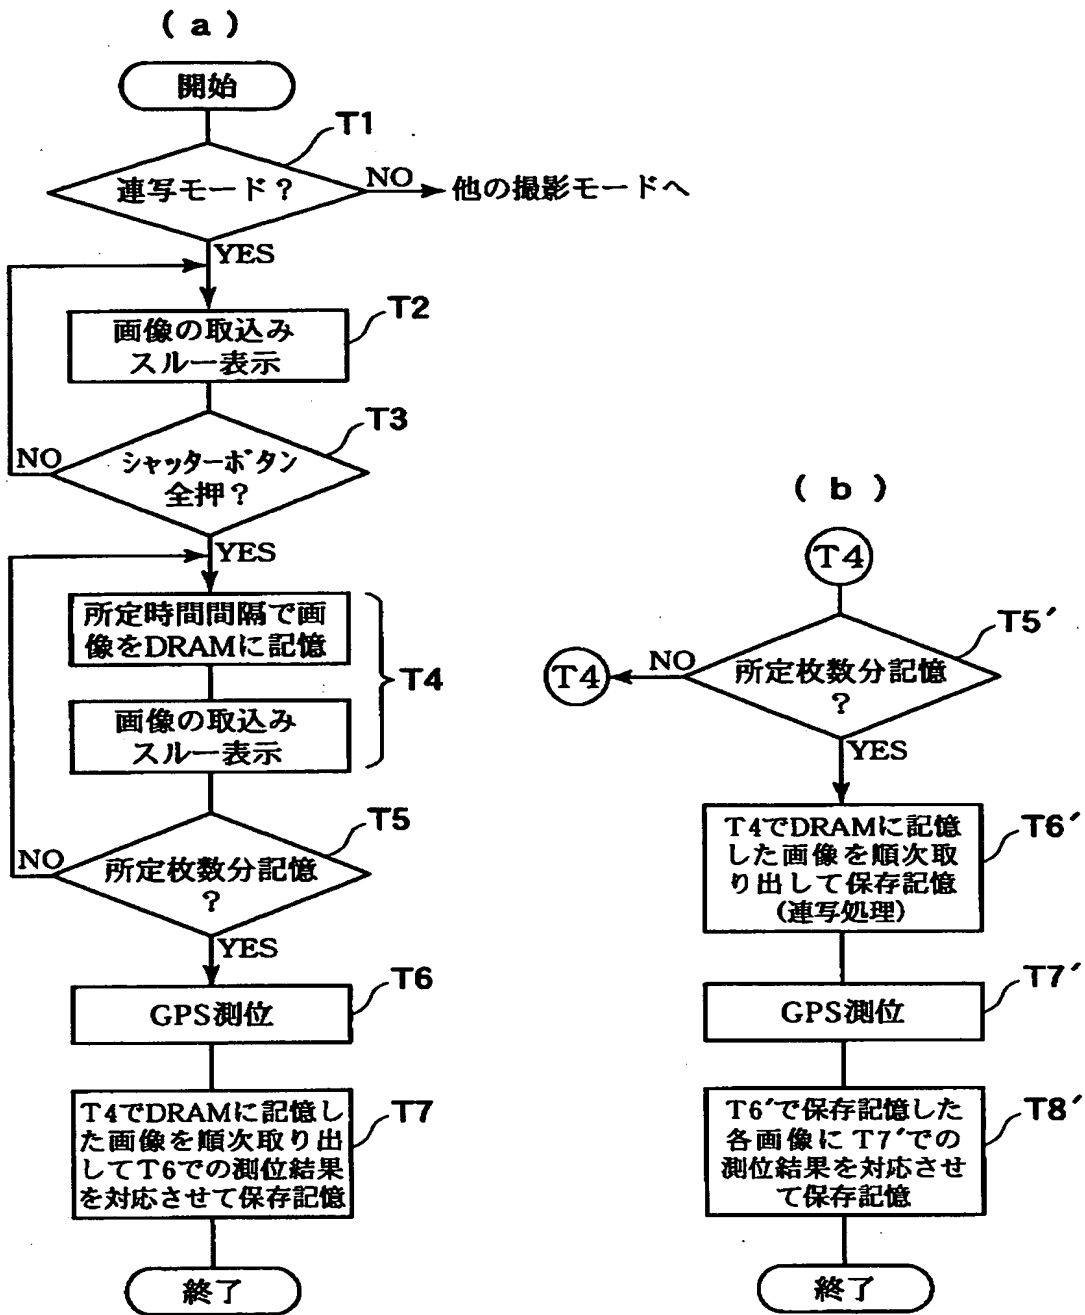 (a)
開始
T1
連写モード?
NO
他の撮影モードへ
YES
画像の取込み
スルー表示
T2
T3
シャッターボタン
全押?
NO
YES
所定時間間隔で画
像をDRAMに記憶
T4
画像の取込み
スルー表示
T5
所定枚数分記憶
?
NO
YES
T6
GPS測位
T7
T4でDRAMに記憶し
た画像を順次取り出
してT6での測位結果
を対応させて保存記憶
終了
(b)
T4
T5′
所定枚数分記憶
?
NO
T4
YES
T6′
T4でDRAMに記憶
した画像を順次取
り出して保存記憶
(連写処理)
T7′
GPS測位
T8′
T6′で保存記憶した
各画像にT7′での
測位結果を対応させ
て保存記憶
終了